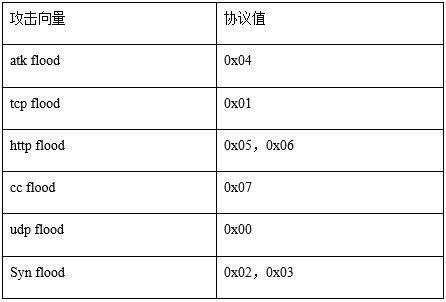 攻击向量 协议值
atk flood 0x04
tcp flood 0x01
http flood 0x05，0x06
cc flood 0x07
udp flood 0x00
Syn flood 0x02，0x03